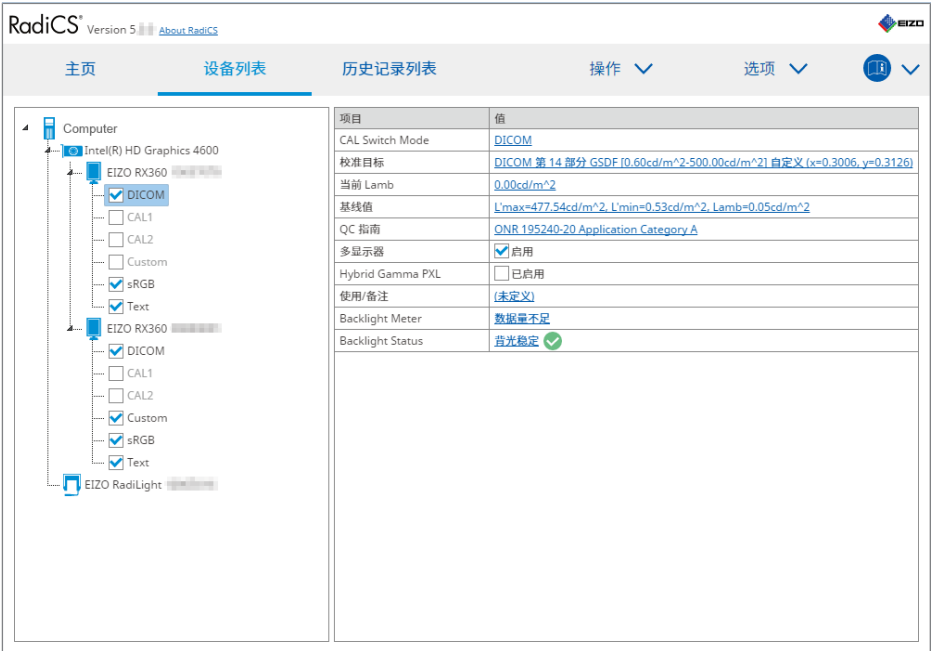 RadiCS® Version 5. About RadiCS
EIZO
主页 设备列表 历史记录列表 操作 选项
Computer
Intel(R) HD Graphics 4600
EIZO RX360
DICOM
CAL1
CAL2
Custom
sRGB
Text
EIZO RX360
DICOM
CAL1
CAL2
Custom
sRGB
Text
EIZO RadiLight
项目 值
CAL Switch Mode DICOM
校准目标 DICOM 第 14 部分 GSDF [0.60cd/m^2-500.00cd/m^2] 自定义 (x=0.3006, y=0.3126)
当前 Lamb 0.00cd/m^2
基线值 L'max=477.54cd/m^2, L'min=0.53cd/m^2, Lamb=0.05cd/m^2
QC 指南 ONR 195240-20 Application Category A
多显示器 启用
Hybrid Gamma PXL 已启用
使用/备注 (未定义)
Backlight Meter 数据量不足
Backlight Status 背光稳定